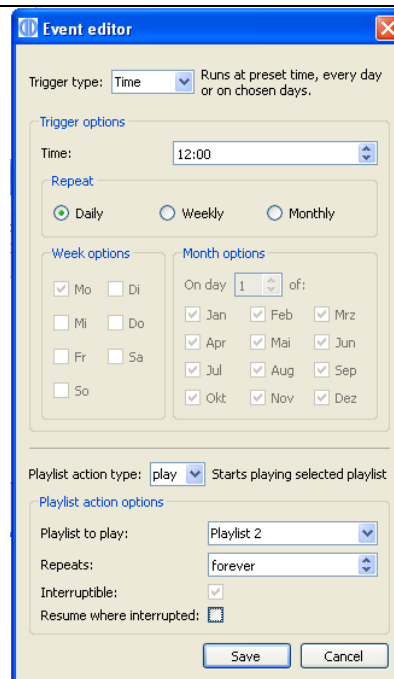 Event editor
Trigger type: Time Runs at preset time, every day
or on chosen days.
Trigger options
Time: 12:00
Repeat
Daily Weekly Monthly
Week options Month options
On day 1 of:
Mo Di
Jan Feb Mrz
Mi Do
Apr Mai Jun
Fr Sa
Jul Aug Sep
So
Okt Nov Dez
Playlist action type: play Starts playing selected playlist
Playlist action options
Playlist to play: Playlist 2
Repeats: forever
Interruptible:
Resume where interrupted:
Save Cancel